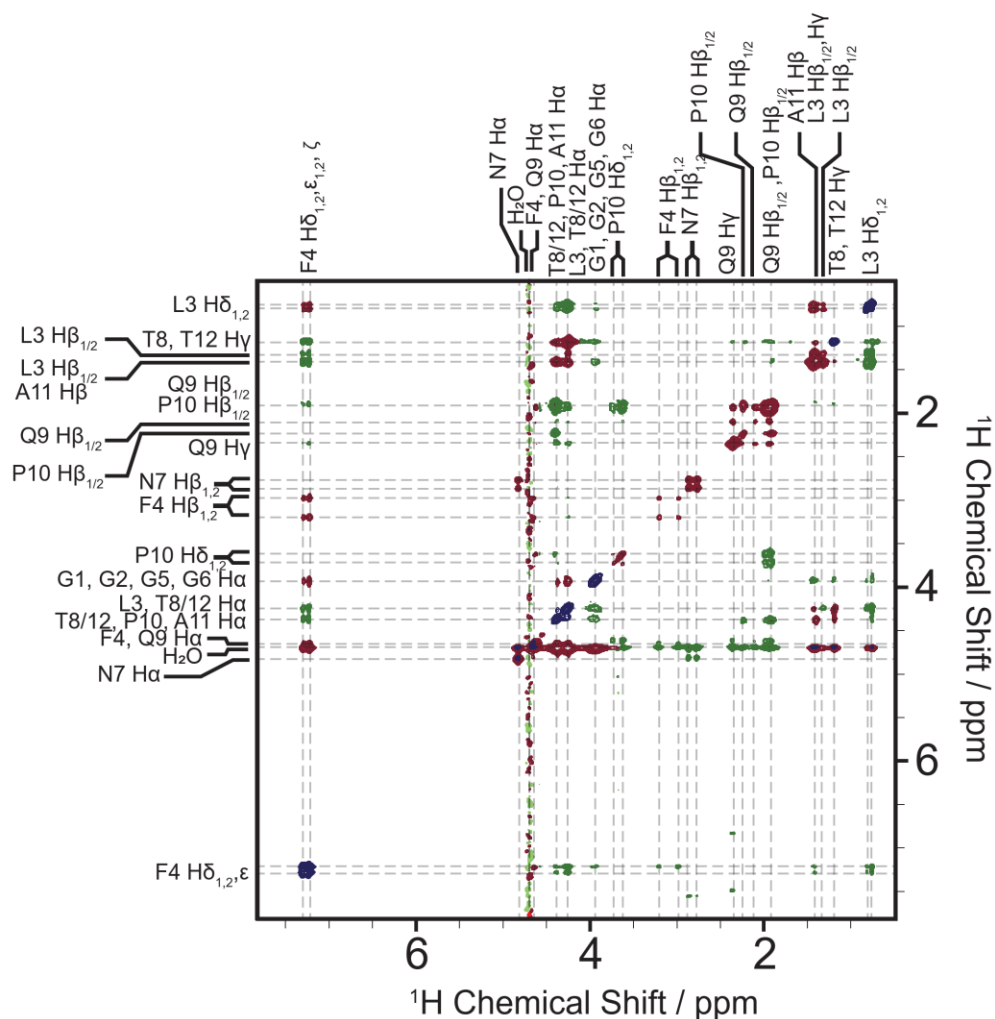 F4 Hδ₁,₂,ε₁,₂, ζ
N7 Hα
H₂O
F4, Q9 Hα
T8/12, P10, A11 Hα
L3, T8/12 Hα
G1, G2, G5, G6 Hα
P10 Hδ₁,₂
F4 Hβ₁,₂
N7 Hβ₁,₂
Q9 Hγ
P10 Hβ₁/₂
Q9 Hβ₁/₂
Q9 Hβ₁/₂ ,P10 Hβ₁/₂
A11 Hβ
L3 Hβ₁/₂,Hγ
L3 Hβ₁/₂
T8, T12 Hγ
L3 Hδ₁,₂
L3 Hδ₁,₂
L3 Hβ₁/₂
T8, T12 Hγ
L3 Hβ₁/₂
A11 Hβ
Q9 Hβ₁/₂
P10 Hβ₁/₂
Q9 Hβ₁/₂
Q9 Hγ
P10 Hβ₁/₂
N7 Hβ₁,₂
F4 Hβ₁,₂
P10 Hδ₁,₂
G1, G2, G5, G6 Hα
L3, T8/12 Hα
T8/12, P10, A11 Hα
F4, Q9 Hα
H₂O
N7 Hα
F4 Hδ₁,₂,ε
2
4
6
¹H Chemical Shift / ppm
6
4
2
¹H Chemical Shift / ppm